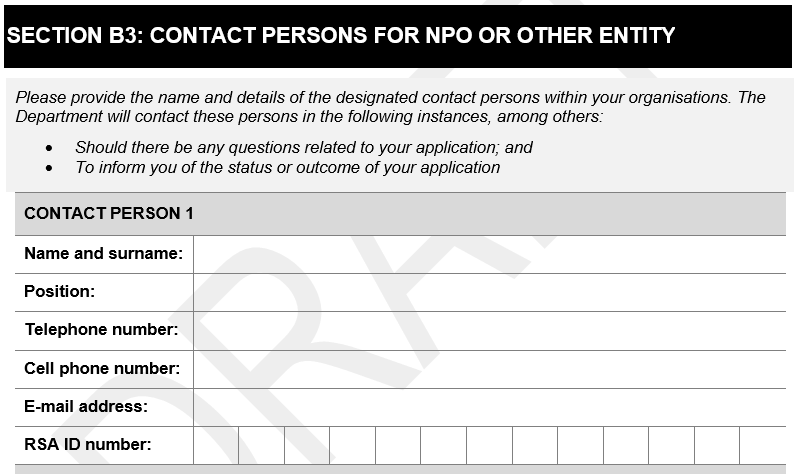 SECTION B3: CONTACT PERSONS FOR NPO OR OTHER ENTITY
Please provide the name and details of the designated contact persons within your organisations. The
Department will contact these persons in the following instances, among others:
• Should there be any questions related to your application; and
• To inform you of the status or outcome of your application
CONTACT PERSON 1
Name and surname:
Position:
Telephone number:
Cell phone number:
E-mail address:
RSA ID number:
DRAFT